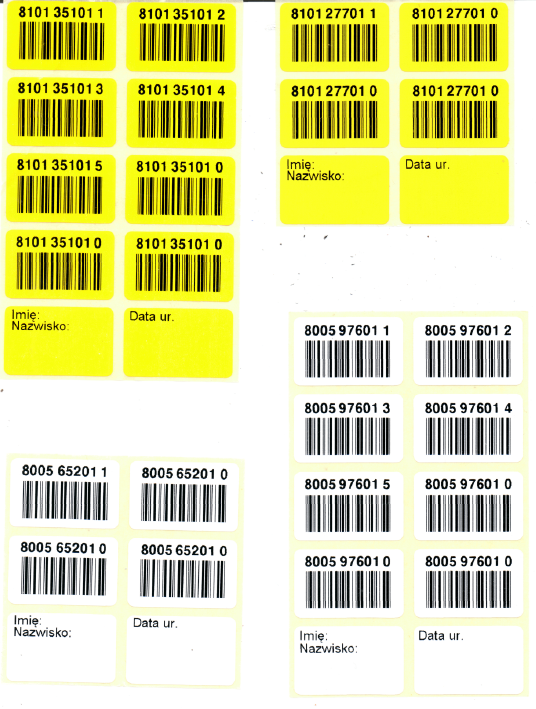 8101 35101 1
8101 35101 2
8101 35101 3
8101 35101 4
8101 35101 5
8101 35101 0
8101 35101 0
8101 35101 0
Imię:
Nazwisko:
Data ur.
8101 27701 1
8101 27701 0
8101 27701 0
8101 27701 0
Imię:
Nazwisko:
Data ur.
8005 65201 1
8005 65201 0
8005 65201 0
8005 65201 0
Imię:
Nazwisko:
Data ur.
8005 97601 1
8005 97601 2
8005 97601 3
8005 97601 4
8005 97601 5
8005 97601 0
8005 97601 0
8005 97601 0
Imię:
Nazwisko:
Data ur.